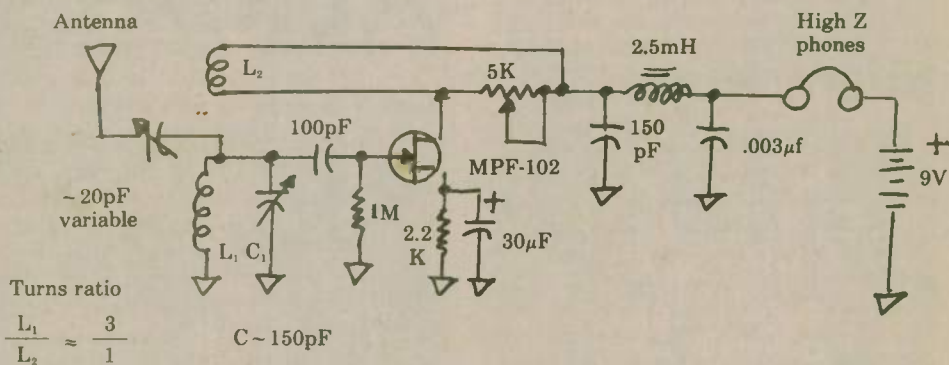 Antenna
High Z
phones
2.5mH
L₂
5K
100pF
150
pF
.003μf
+
9V
MPF-102
~20pF
variable
1M
+
2.2
K
30μF
L₁ C₁
Turns ratio
L₁
L₂
≈
3
1
C~150pF